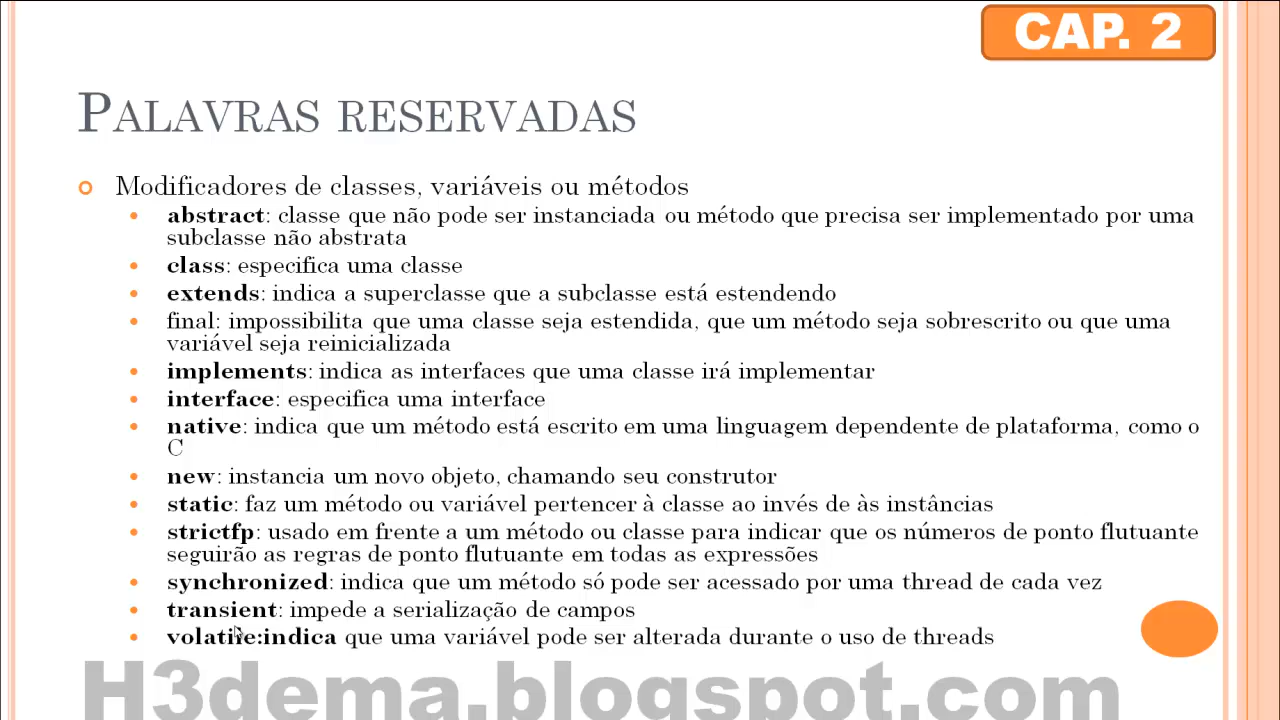 CAP. 2
PALAVRAS RESERVADAS
Modificadores de classes, variáveis ou métodos
abstract: classe que não pode ser instanciada ou método que precisa ser implementado por uma
subclasse não abstrata
class: especifica uma classe
extends: indica a superclasse que a subclasse está estendendo
final: impossibilita que uma classe seja estendida, que um método seja sobrescrito ou que uma
variável seja reinicializada
implements: indica as interfaces que uma classe irá implementar
interface: especifica uma interface
native: indica que um método está escrito em uma linguagem dependente de plataforma, como o
C
new: instancia um novo objeto, chamando seu construtor
static: faz um método ou variável pertencer à classe ao invés de às instâncias
strictfp: usado em frente a um método ou classe para indicar que os números de ponto flutuante
seguirão as regras de ponto flutuante em todas as expressões
synchronized: indica que um método só pode ser acessado por uma thread de cada vez
transient: impede a serialização de campos
volatile:indica que uma variável pode ser alterada durante o uso de threads
H3dema.blogspot.com